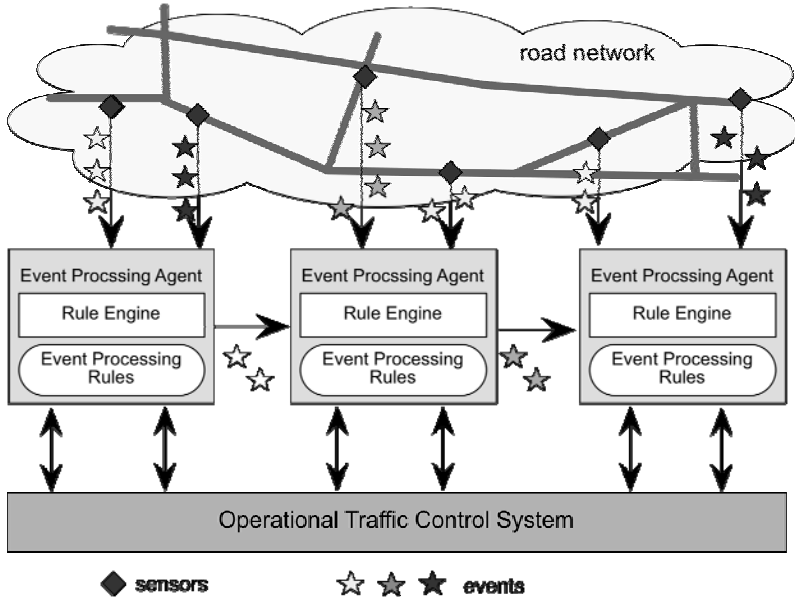 road network
Event Procssing Agent
Rule Engine
Event Processing
Rules
Event Procssing Agent
Rule Engine
Event Processing
Rules
Event Procssing Agent
Rule Engine
Event Processing
Rules
Operational Traffic Control System
sensors
events